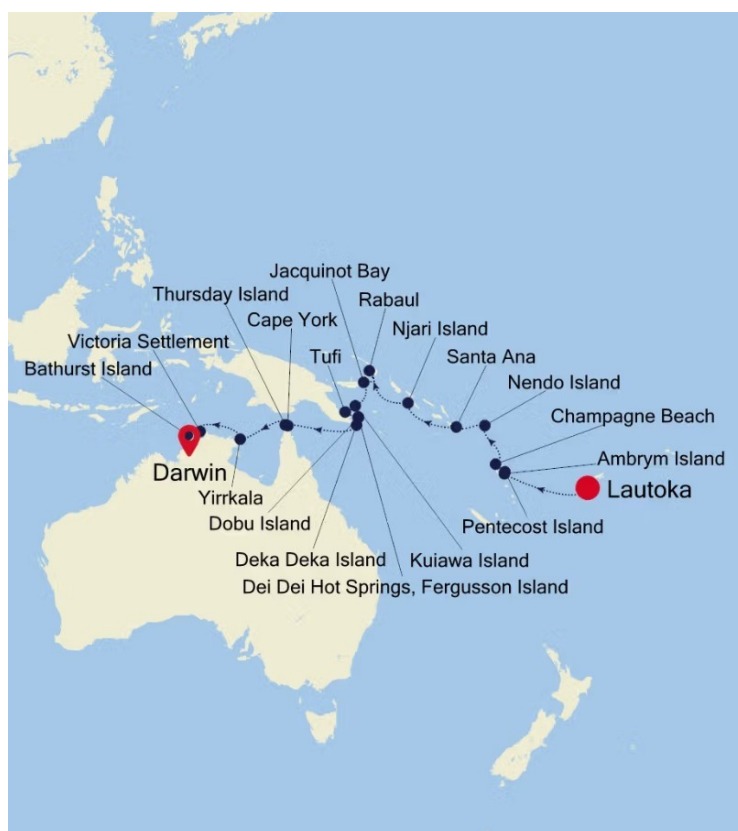 Jacquinot Bay
Thursday Island
Rabaul
Cape York
Njari Island
Victoria Settlement
Tufi
Santa Ana
Bathurst Island
Nendo Island
Champagne Beach
Ambrym Island
Darwin
Lautoka
Yirrkala
Dobu Island
Pentecost Island
Deka Deka Island
Kuiawa Island
Dei Dei Hot Springs, Fergusson Island